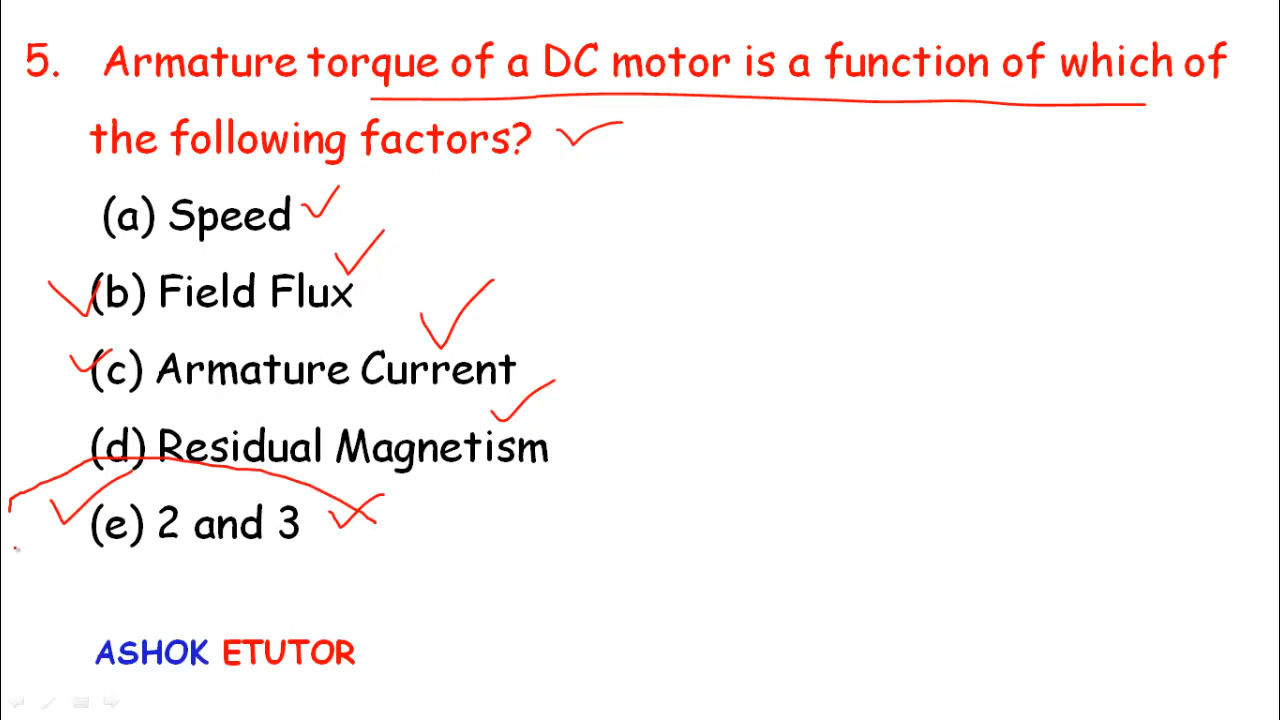 5. Armature torque of a DC motor is a function of which of
the following factors?
(a) Speed
(b) Field Flux
(c) Armature Current
(d) Residual Magnetism
(e) 2 and 3
ASHOK ETUTOR